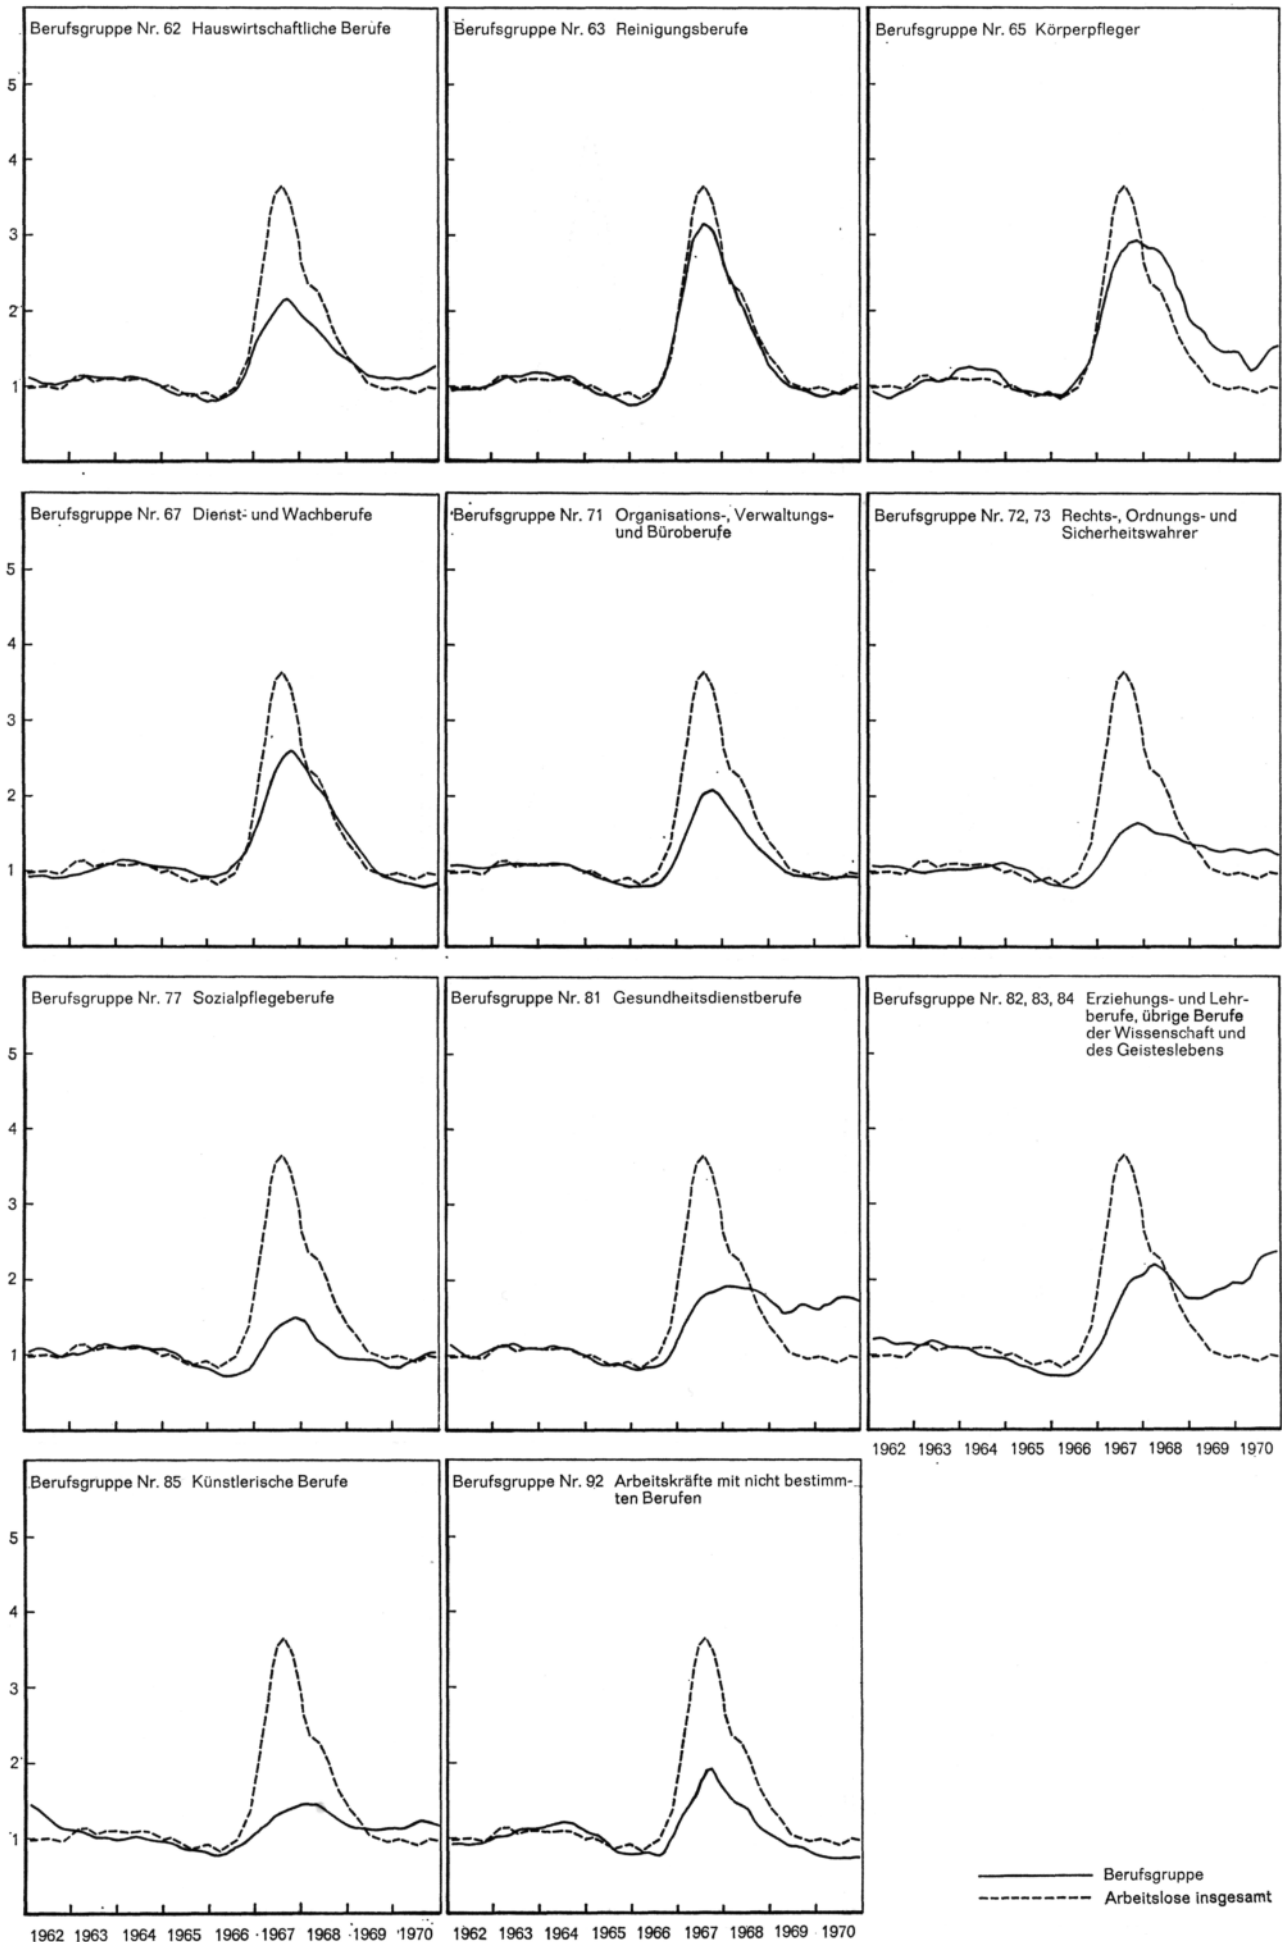 Berufsgruppe Nr. 62 Hauswirtschaftliche Berufe
5
4
3
2
1
Berufsgruppe Nr. 63 Reinigungsberufe
Berufsgruppe Nr. 65 Körperpfleger
Berufsgruppe Nr. 67 Dienst- und Wachberufe
5
4
3
2
1
Berufsgruppe Nr. 71 Organisations-, Verwaltungs-
und Büroberufe
Berufsgruppe Nr. 72, 73 Rechts-, Ordnungs- und
Sicherheitswahrer
Berufsgruppe Nr. 77 Sozialpflegeberufe
5
4
3
2
1
Berufsgruppe Nr. 81 Gesundheitsdienstberufe
Berufsgruppe Nr. 82, 83, 84 Erziehungs- und Lehr-
berufe, übrige Berufe
der Wissenschaft und
des Geisteslebens
1962 1963 1964 1965 1966 1967 1968 1969 1970
Berufsgruppe Nr. 85 Künstlerische Berufe
5
4
3
2
1
1962 1963 1964 1965 1966 1967 1968 1969 1970
Berufsgruppe Nr. 92 Arbeitskräfte mit nicht bestimm-
ten Berufen
1962 1963 1964 1965 1966 1967 1968 1969 1970
Berufsgruppe
Arbeitslose insgesamt